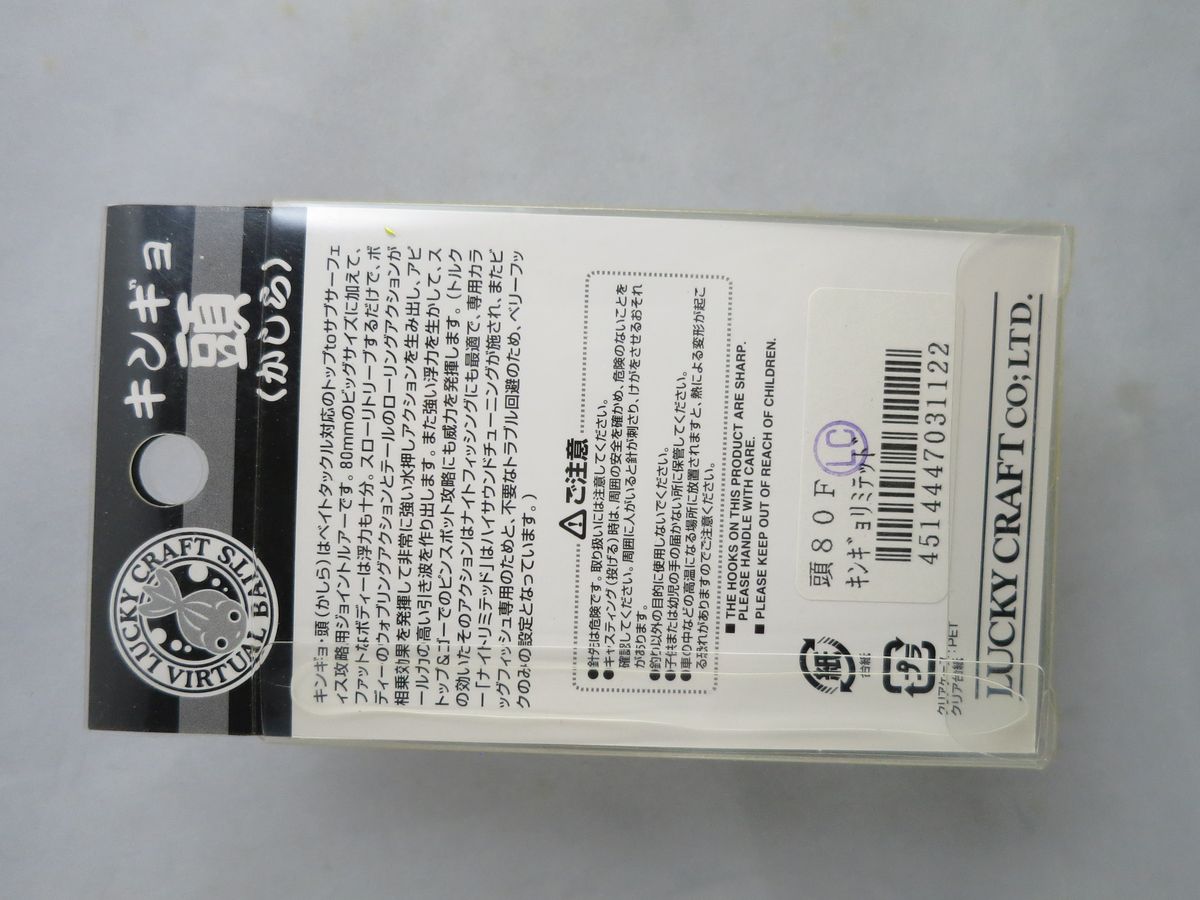 キンギョ
頭
(かしら)
LUCKY CRAFT
VIRTUAL BAITS
キンギョ・頭(かしら)はベイトタックル対応のトップtoサブサーフェ
イス攻略用ジョイントルアーです。80mmのビッグサイズに加えて、
ファットなボディーは浮力も十分。スローリトリーブするだけで、ボ
ディーのウォブリングアクションとテールのローリングアクションが
相乗効果を発揮して非常に強い水押しアクションを生み出し、アピ
ール力の高い引き波を作り出します。また強い浮力を生かして、ス
トップ&ゴーでのピンスポット攻略にも威力を発揮します。(トルク
の効いたそのアクションはナイトフィッシングにも最適で、専用カラ
ー「ナイトリミテッド」はハイサウンドチューニングが施され、またビ
ッグフィッシュ専用のためと、不要なトラブル回避のため、ベリーフッ
クのみの設定となっています。)
ご注意
●針先は危険です。取り扱いには注意してください。
●キャスティング(投げる)時は、周囲の安全を確かめ、危険のないことを
確認してください。周囲に人がいると針が刺さり、けがをさせるおそれ
があります。
●釣り以外の目的に使用しないでください。
●子供または幼児の手の届かない所に保管してください。
●車の中などの高温になる場所に放置されますと、熱による変形が起こ
る恐れがありますのでご注意ください。
■ THE HOOKS ON THIS PRODUCT ARE SHARP.
PLEASE HANDLE WITH CARE.
■ PLEASE KEEP OUT OF REACH OF CHILDREN.
頭80F
LC
キンギョリミテッド
4514447031122
紙
台紙
プラ
クリアケース
クリア台紙:PET
LUCKY CRAFT CO;LTD.